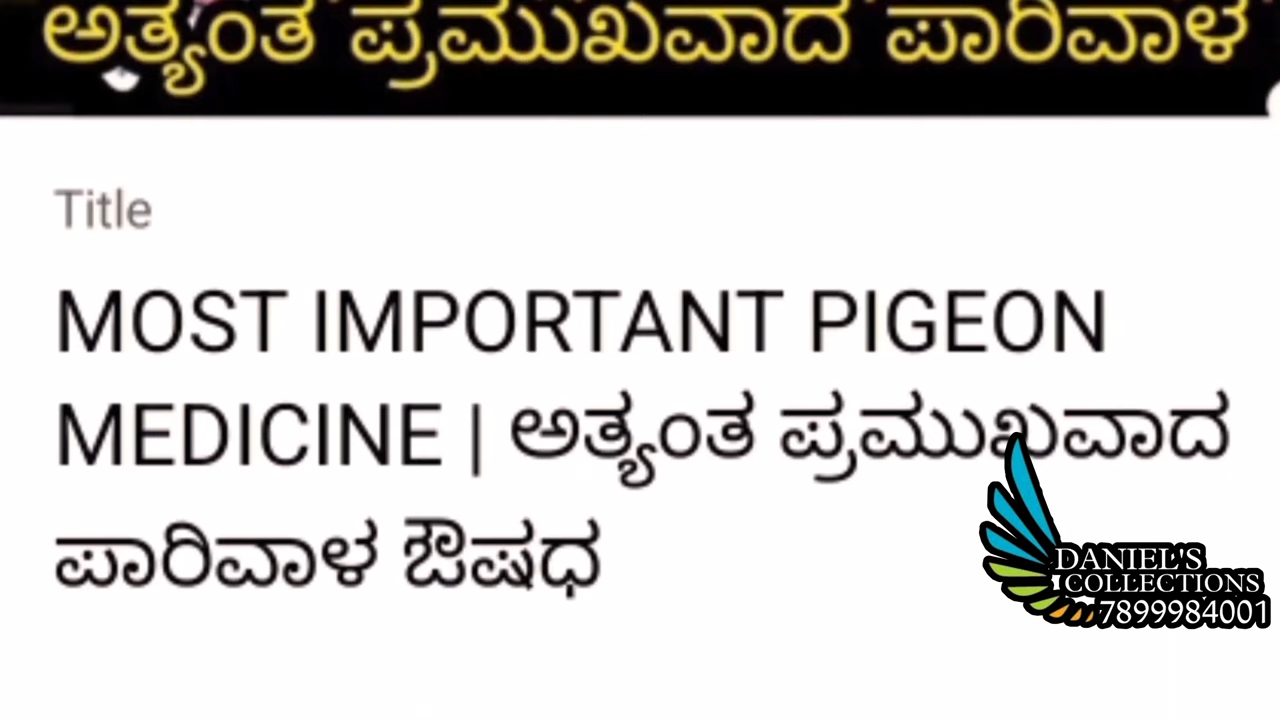 ಅತ್ಯಂತ ಪ್ರಮುಖವಾದ ಪಾರಿವಾಳ
Title
MOST IMPORTANT PIGEON
MEDICINE | ಅತ್ಯಂತ ಪ್ರಮುಖವಾದ
ಪಾರಿವಾಳ ಔಷಧ
DANIEL'S
COLLECTIONS
7899984001